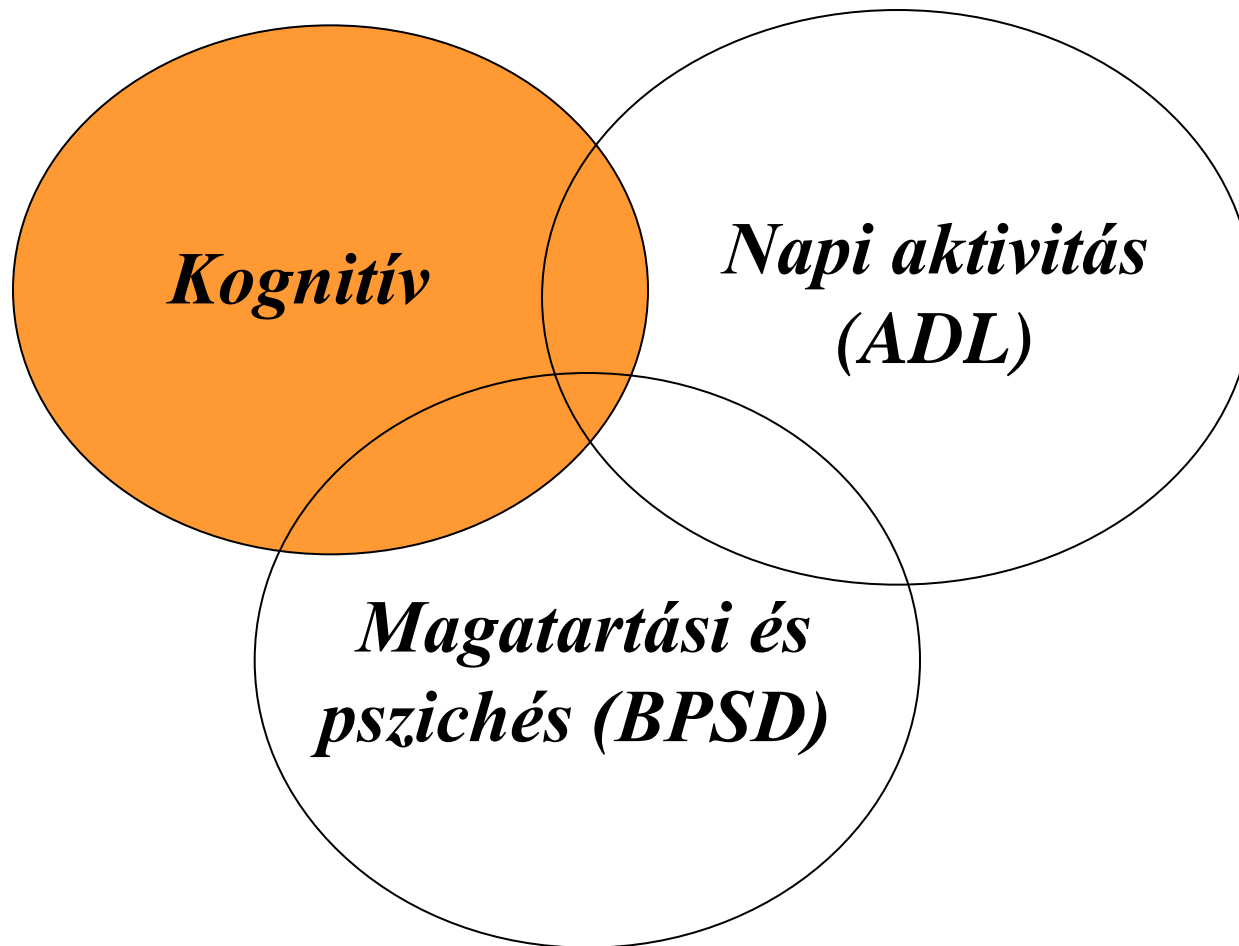 Kognitív
Napi aktivitás
(ADL)
Magatartási és
pszichés (BPSD)